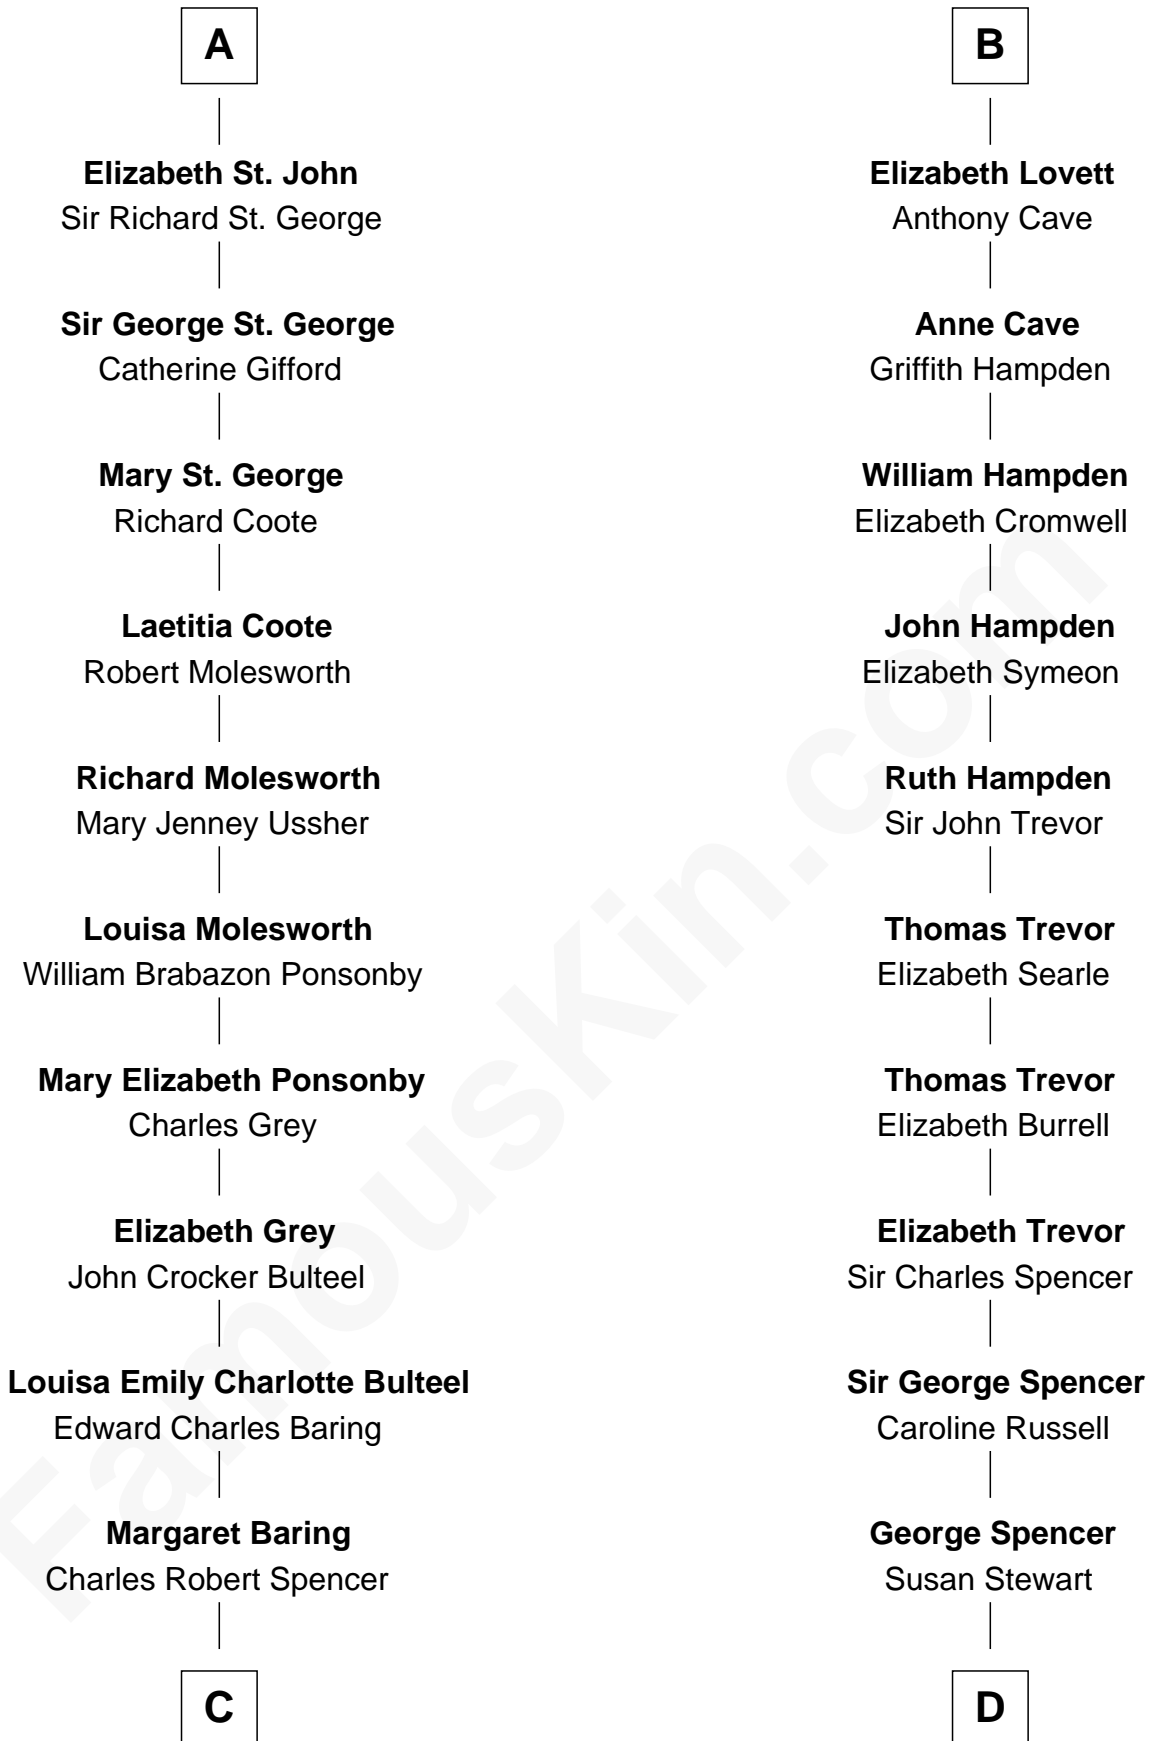 A
Elizabeth St. John
Sir Richard St. George
Sir George St. George
Catherine Gifford
Mary St. George
Richard Coote
Laetitia Coote
Robert Molesworth
Richard Molesworth
Mary Jenney Ussher
Louisa Molesworth
William Brabazon Ponsonby
Mary Elizabeth Ponsonby
Charles Grey
Elizabeth Grey
John Crocker Bulteel
Louisa Emily Charlotte Bulteel
Edward Charles Baring
Margaret Baring
Charles Robert Spencer
C
B
Elizabeth Lovett
Anthony Cave
Anne Cave
Griffith Hampden
William Hampden
Elizabeth Cromwell
John Hampden
Elizabeth Symeon
Ruth Hampden
Sir John Trevor
Thomas Trevor
Elizabeth Searle
Thomas Trevor
Elizabeth Burrell
Elizabeth Trevor
Sir Charles Spencer
Sir George Spencer
Caroline Russell
George Spencer
Susan Stewart
D
FamousKin.com